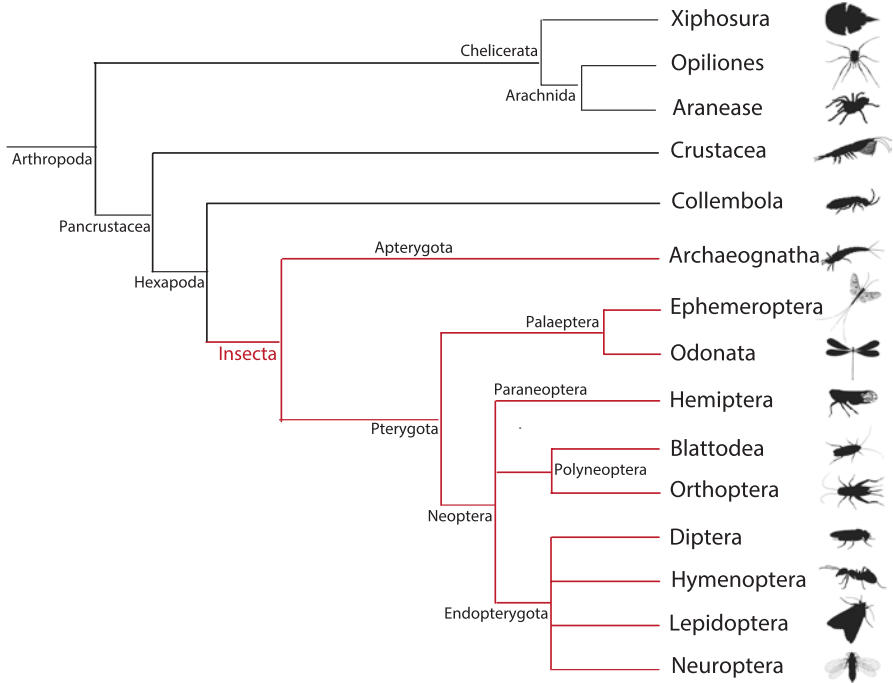 Xiphosura
Chelicerata
Opiliones
Arachnida
Aranease
Arthropoda
Crustacea
Pancrustacea
Collembola
Apterygota
Archaeognatha
Hexapoda
Ephemeroptera
Palaeptera
Insecta
Odonata
Paraneoptera
Hemiptera
Pterygota
Blattodea
Polyneoptera
Orthoptera
Neoptera
Diptera
Hymenoptera
Endopterygota
Lepidoptera
Neuroptera